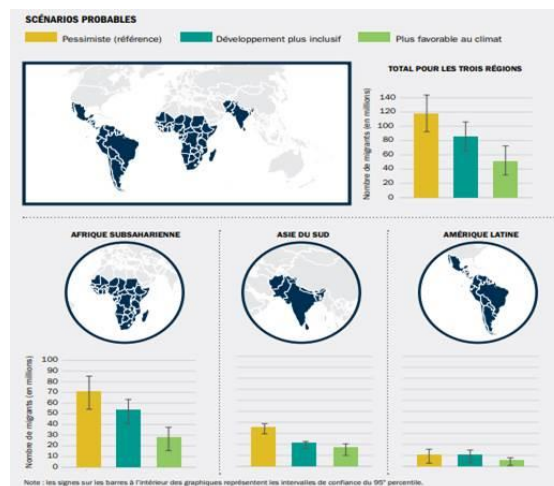 SCÉNARIOS PROBABLES
Pessimiste (référence) Développement plus inclusif Plus favorable au climat
TOTAL POUR LES TROIS RÉGIONS
Nombre de migrants (en millions)
140
120
100
80
60
40
20
0
AFRIQUE SUBSAHARIENNE ASIE DU SUD AMÉRIQUE LATINE
Nombre de migrants (en millions)
100
90
80
70
60
50
40
30
20
10
0
Note : les signes sur les barres à l'intérieur des graphiques représentent les intervalles de confiance du 95e percentile.